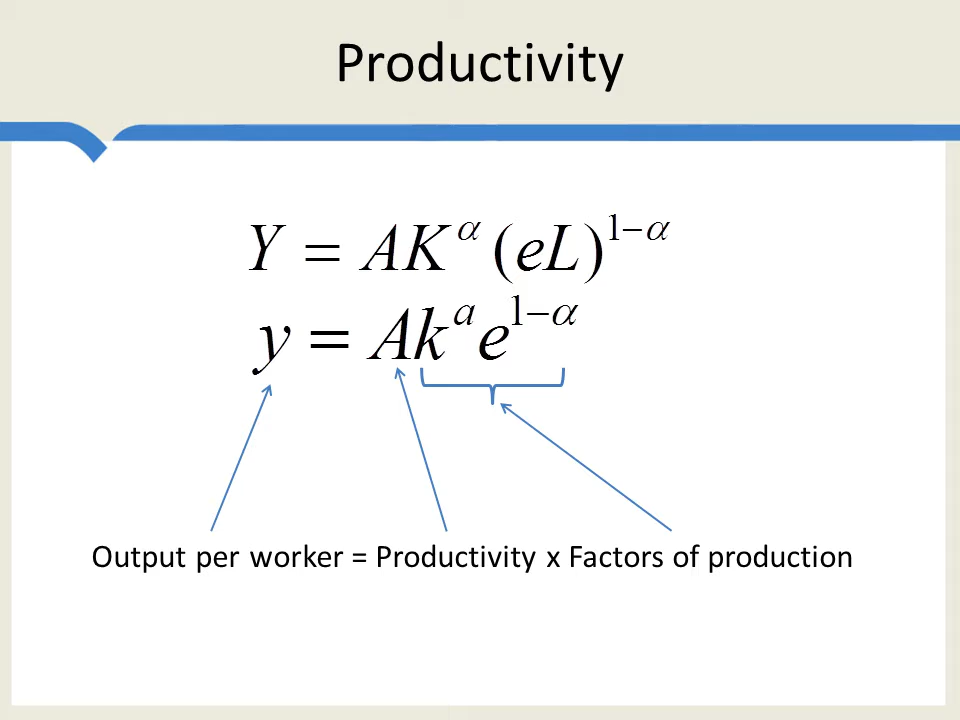 Productivity
Y = AK^α (eL)^{1−α}
y = Ak^a e^{1−α}
Output per worker = Productivity x Factors of production